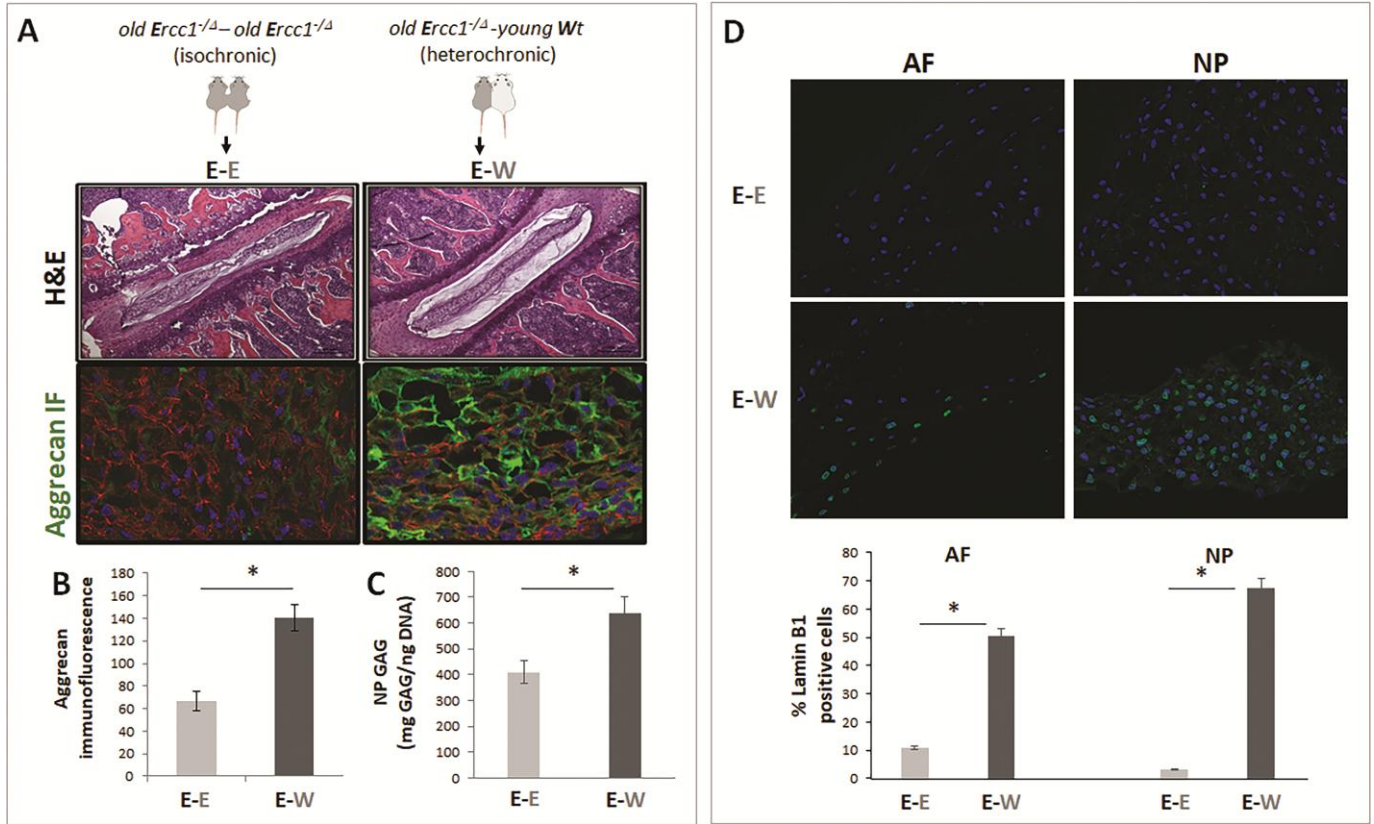 A
old Ercc1-/Δ – old Ercc1-/Δ
(isochronic)
old Ercc1-/Δ-young Wt
(heterochronic)
E-E
E-W
H&E
Aggrecan IF
B
Aggrecan
immunofluorescence
180
160
140
120
100
80
60
40
20
0
*
E-E
E-W
C
NP GAG
(mg GAG/ng DNA)
800
700
600
500
400
300
200
100
0
*
E-E
E-W
D
AF
NP
E-E
E-W
% Lamin B1
positive cells
80
70
60
50
40
30
20
10
0
AF
NP
*
*
E-E
E-W
E-E
E-W